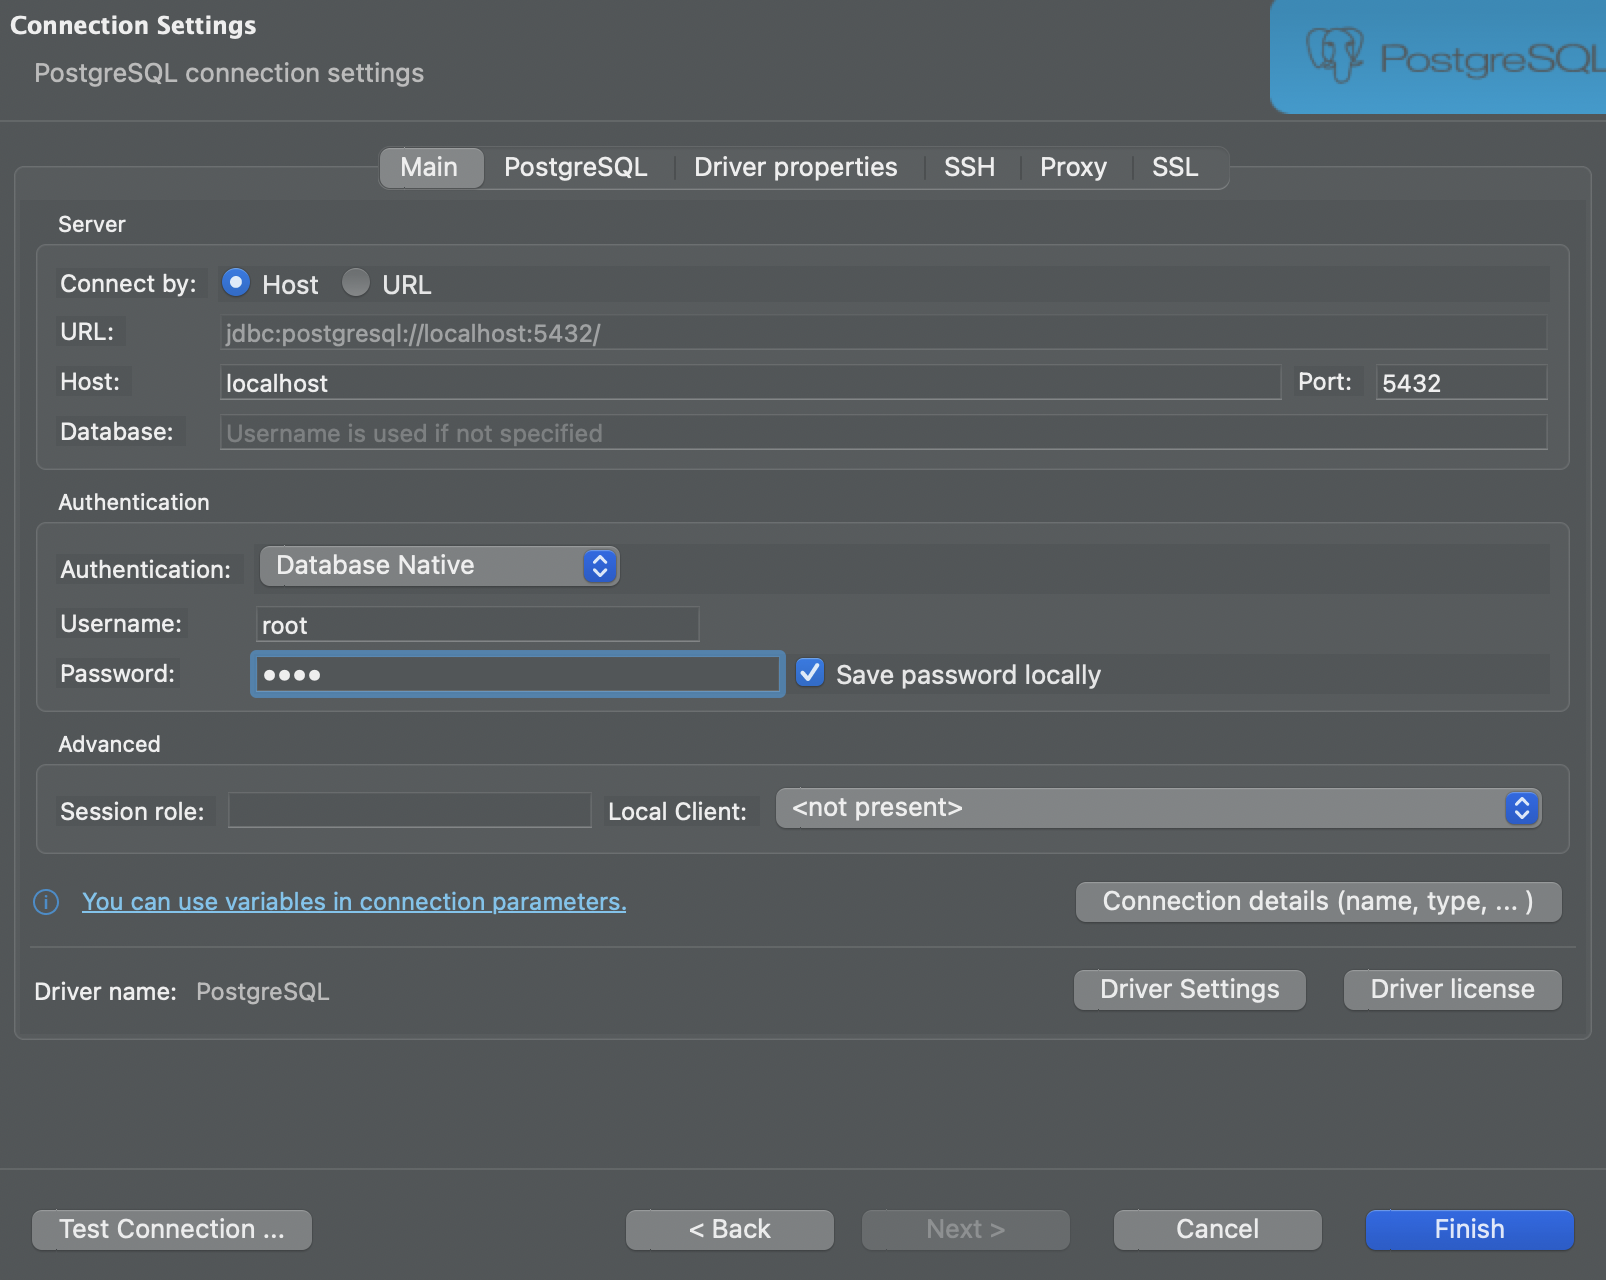 Connection Settings
PostgreSQL connection settings
PostgreSQL
Main PostgreSQL Driver properties SSH Proxy SSL
Server
Connect by: Host URL
URL: jdbc:postgresql://localhost:5432/
Host: localhost Port: 5432
Database: Username is used if not specified
Authentication
Authentication: Database Native
Username: root
Password: •••• Save password locally
Advanced
Session role: Local Client: <not present>
You can use variables in connection parameters. Connection details (name, type, ... )
Driver name: PostgreSQL Driver Settings Driver license
Test Connection ... < Back Next > Cancel Finish